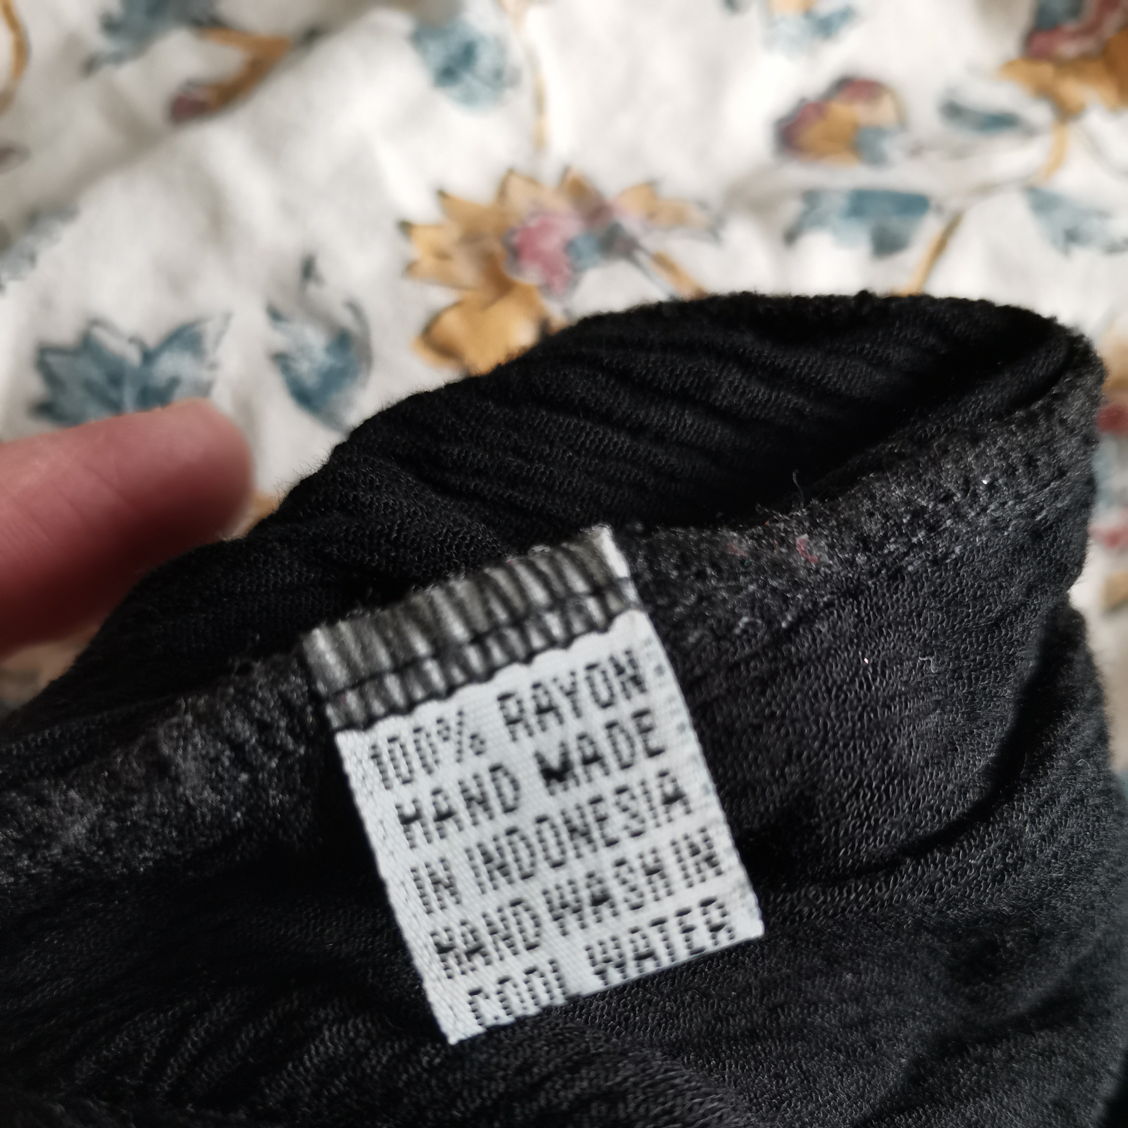 100% RAYON
HAND MADE
IN INDONESIA
HAND WASH IN
COOL WATER